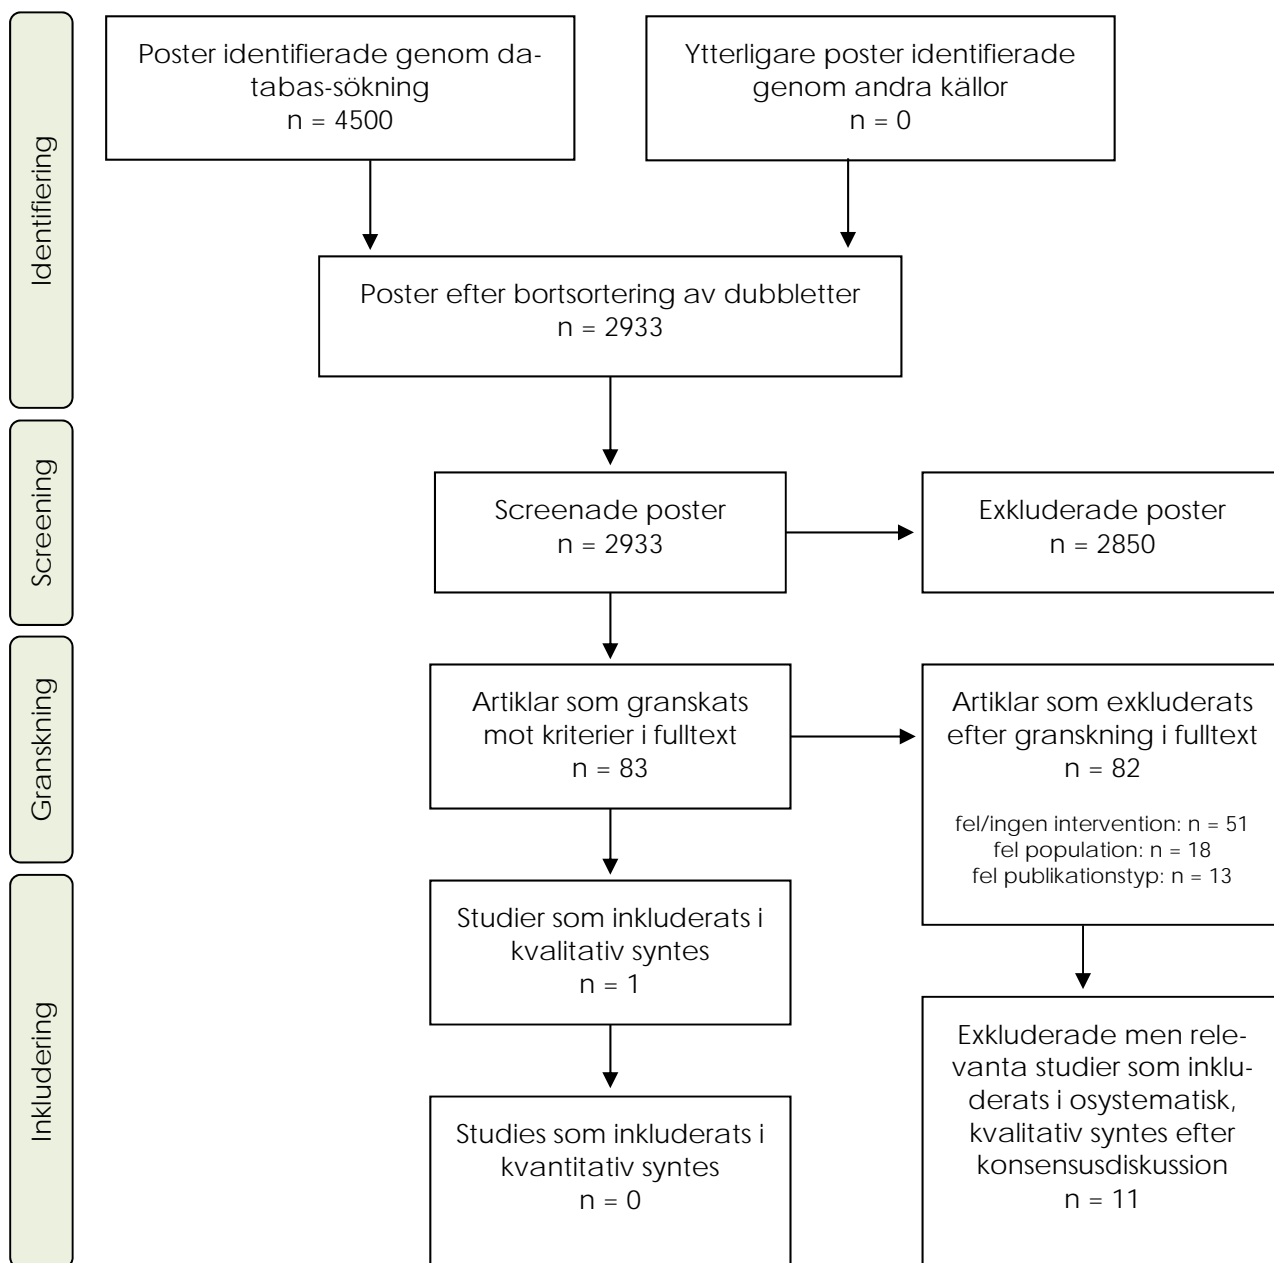 Identifiering
Poster identifierade genom da-
tabas-sökning
n = 4500
Ytterligare poster identifierade
genom andra källor
n = 0
Poster efter bortsortering av dubbletter
n = 2933
Screening
Screenade poster
n = 2933
Exkluderade poster
n = 2850
Granskning
Artiklar som granskats
mot kriterier i fulltext
n = 83
Artiklar som exkluderats
efter granskning i fulltext
n = 82
fel/ingen intervention: n = 51
fel population: n = 18
fel publikationstyp: n = 13
Inkludering
Studier som inkluderats i
kvalitativ syntes
n = 1
Studies som inkluderats i
kvantitativ syntes
n = 0
Exkluderade men rele-
vanta studier som inklu-
derats i osystematisk,
kvalitativ syntes efter
konsensusdiskussion
n = 11